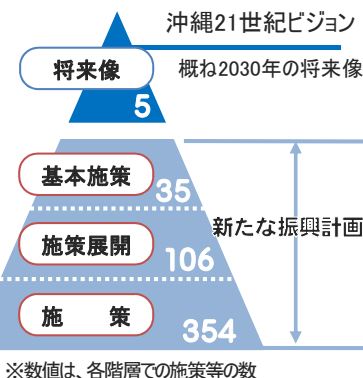 沖縄21世紀ビジョン
将来像
概ね2030年の将来像
5
基本施策
35
新たな振興計画
施策展開
106
施　策
354
※数値は、各階層での施策等の数